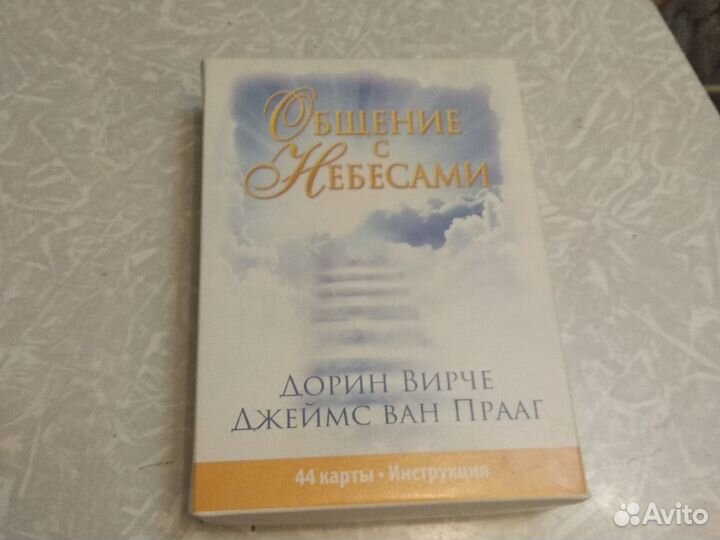 Общение
с
Небесами
Дорин Вирче
Джеймс ван Прааг
44 карты • Инструкция
Avito